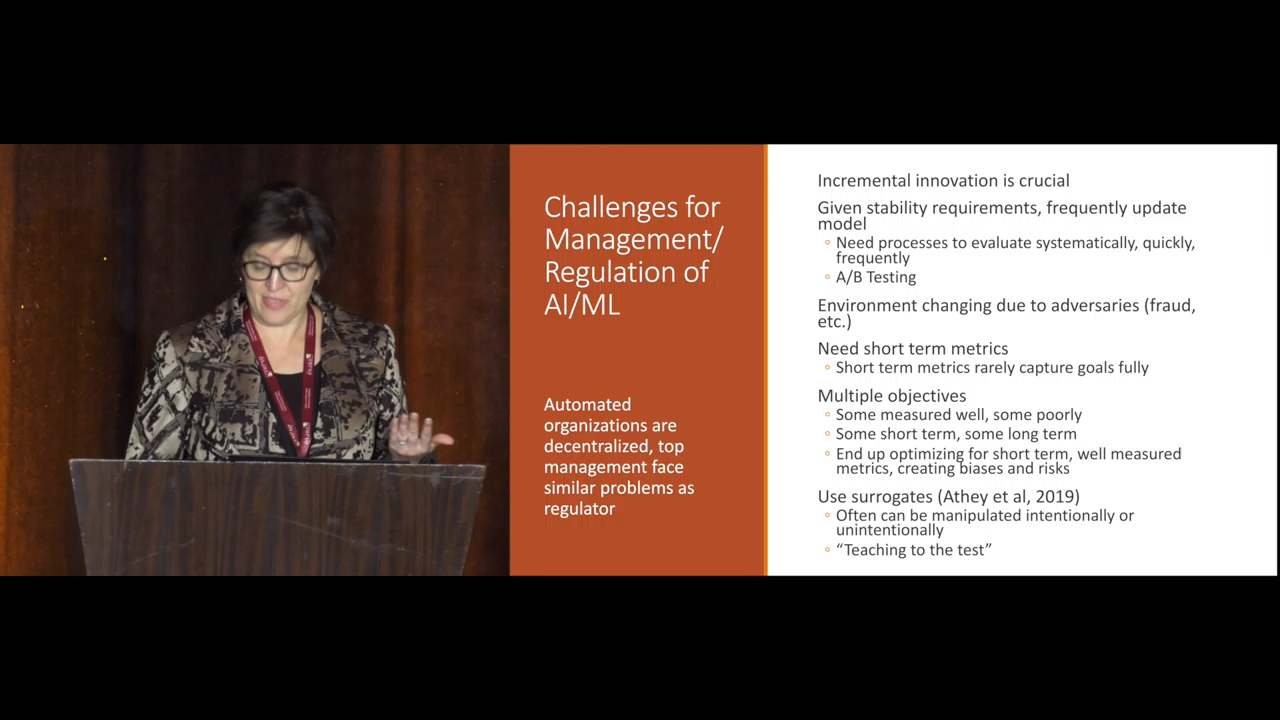 Challenges for
Management/
Regulation of
AI/ML
Automated
organizations are
decentralized, top
management face
similar problems as
regulator
Incremental innovation is crucial
Given stability requirements, frequently update
model
◦ Need processes to evaluate systematically, quickly,
frequently
◦ A/B Testing
Environment changing due to adversaries (fraud,
etc.)
Need short term metrics
◦ Short term metrics rarely capture goals fully
Multiple objectives
◦ Some measured well, some poorly
◦ Some short term, some long term
◦ End up optimizing for short term, well measured
metrics, creating biases and risks
Use surrogates (Athey et al, 2019)
◦ Often can be manipulated intentionally or
unintentionally
◦ “Teaching to the test”